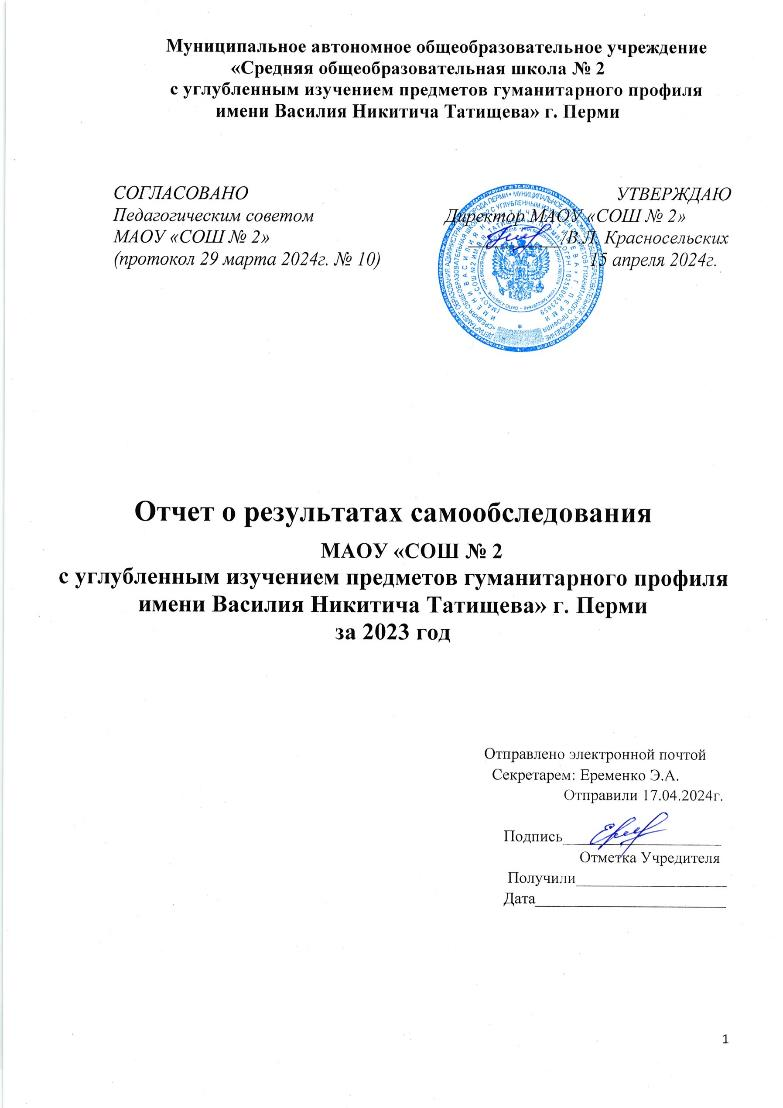 Муниципальное автономное общеобразовательное учреждение
«Средняя общеобразовательная школа № 2
с углубленным изучением предметов гуманитарного профиля
имени Василия Никитича Татищева» г. Перми
СОГЛАСОВАНО
Педагогическим советом
МАОУ «СОШ № 2»
(протокол 29 марта 2024г. № 10)
УТВЕРЖДАЮ
Директор МАОУ «СОШ № 2»
/В.Л. Красносельских
15 апреля 2024г.
Отчет о результатах самообследования
МАОУ «СОШ № 2
с углубленным изучением предметов гуманитарного профиля
имени Василия Никитича Татищева» г. Перми
за 2023 год
Отправлено электронной почтой
Секретарем: Еременко Э.А.
Отправили 17.04.2024г.
Подпись___________________
Отметка Учредителя
Получили___________________
Дата________________________
1